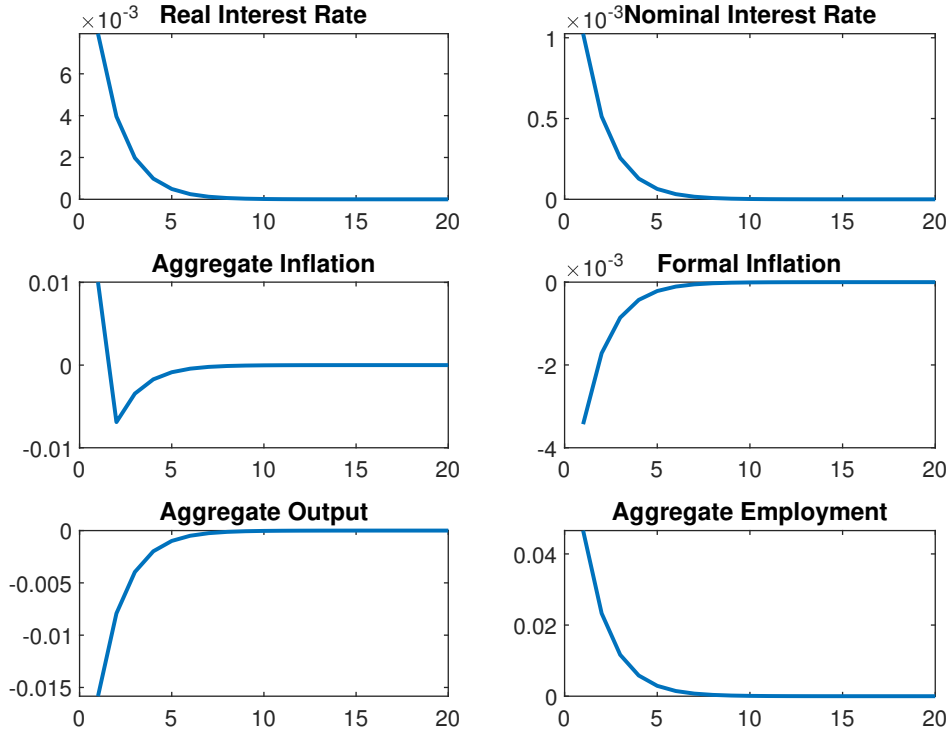 Real Interest Rate
×10⁻³
6
4
2
0
0 5 10 15 20
Nominal Interest Rate
×10⁻³
1
0.5
0
0 5 10 15 20
Aggregate Inflation
0.01
0
-0.01
0 5 10 15 20
Formal Inflation
×10⁻³
0
-2
-4
0 5 10 15 20
Aggregate Output
0
-0.005
-0.01
-0.015
0 5 10 15 20
Aggregate Employment
0.04
0.02
0
0 5 10 15 20